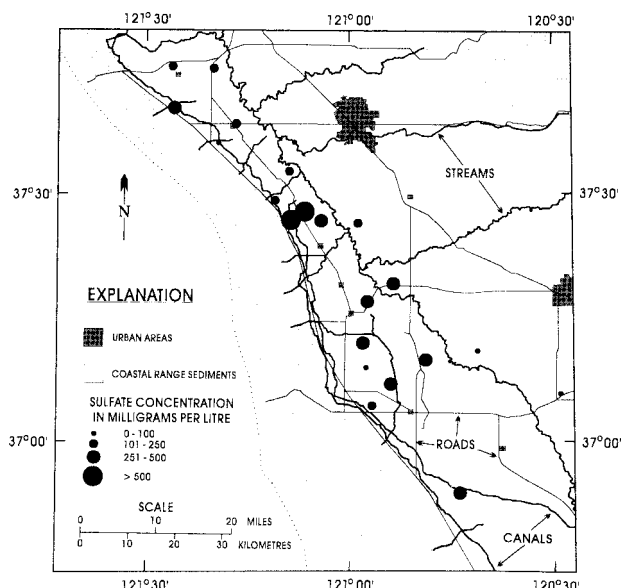 121° 30' 121° 00' 120° 30'
37° 30' 37° 30'
STREAMS
N
EXPLANATION
URBAN AREAS
COASTAL RANGE SEDIMENTS
SULFATE CONCENTRATION
IN MILLIGRAMS PER LITRE
0 - 100
101 - 250
251 - 500
> 500
37° 00' 37° 00'
ROADS
SCALE
0 10 20 MILES
0 10 20 30 KILOMETRES
CANALS
121° 30' 121° 00' 120° 30'